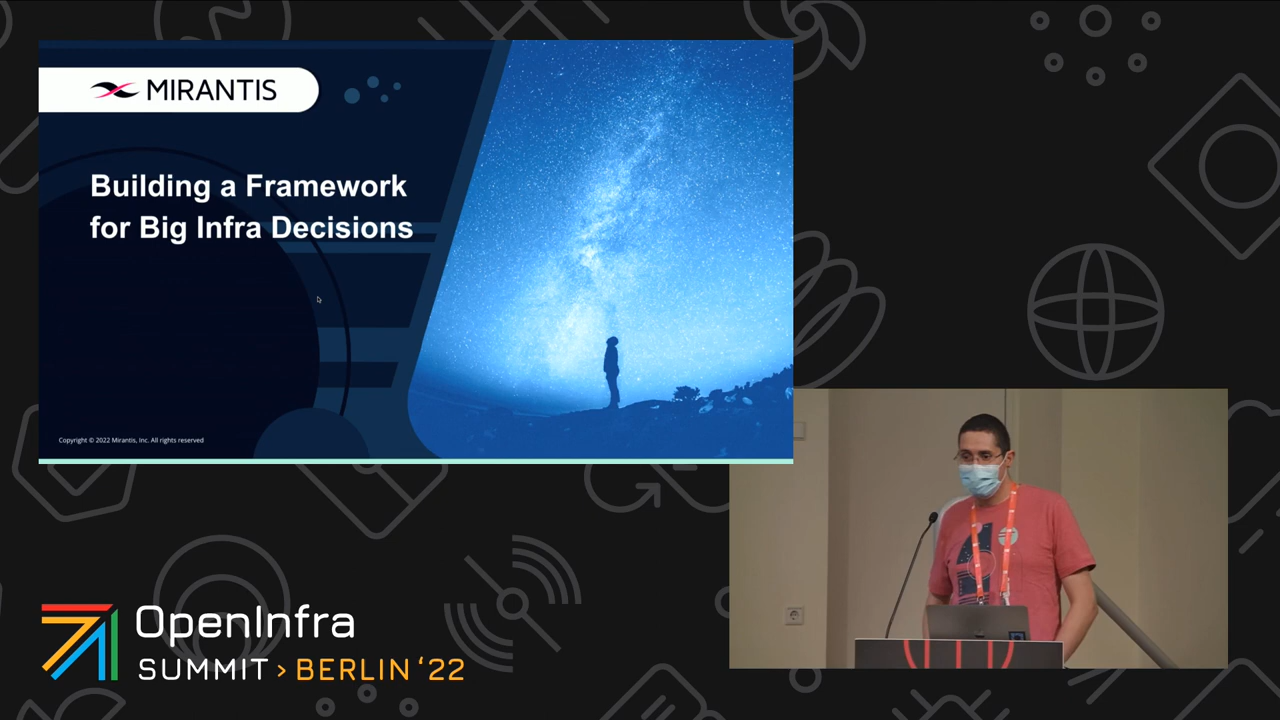 MIRANTIS
Building a Framework
for Big Infra Decisions
Copyright © 2022 Mirantis, Inc. All rights reserved
OpenInfra
SUMMIT > BERLIN ‘22